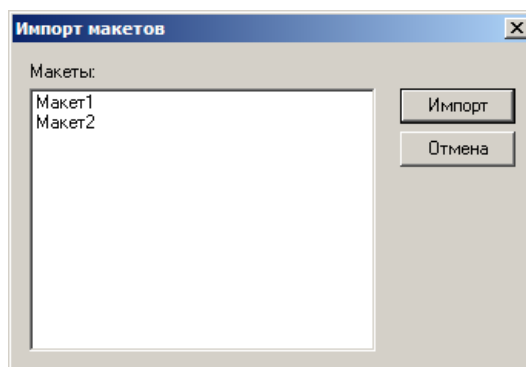 Импорт макетов
Макеты:
Макет1
Макет2
Импорт
Отмена